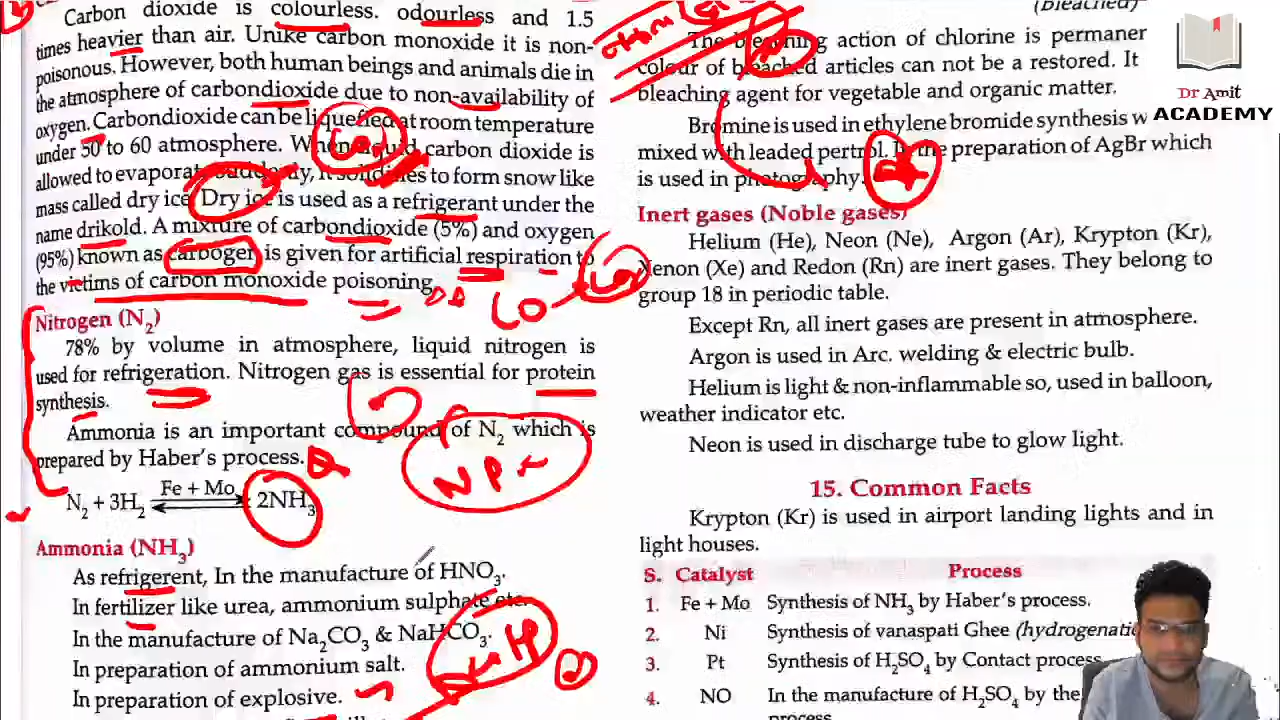 Carbon dioxide is colourless. odourless and 1.5
times heavier than air. Unike carbon monoxide it is non-
poisonous. However, both human beings and animals die in
the atmosphere of carbondioxide due to non-availability of
oxygen. Carbondioxide can be liquefied at room temperature
under 50 to 60 atmosphere. When liquid carbon dioxide is
allowed to evaporate suddenly, it solidifies to form snow like
mass called dry ice. Dry ice is used as a refrigerant under the
name drikold. A mixture of carbondioxide (5%) and oxygen
(95%) known as carbogen is given for artificial respiration to
the victims of carbon monoxide poisoning.
CO
Nitrogen (N2)
78% by volume in atmosphere, liquid nitrogen is
used for refrigeration. Nitrogen gas is essential for protein
synthesis.
Ammonia is an important compound of N2 which is
prepared by Haber's process.
N P K
N2 + 3H2 Fe + Mo 2NH3
Ammonia (NH3)
As refrigerent, In the manufacture of HNO3.
In fertilizer like urea, ammonium sulphate etc.
In the manufacture of Na2CO3 & NaHCO3.
In preparation of ammonium salt.
In preparation of explosive.
(Bleached)
The bleaching action of chlorine is permaner
colour of bleached articles can not be a restored. It
bleaching agent for vegetable and organic matter.
Bromine is used in ethylene bromide synthesis w
mixed with leaded pertrol. In the preparation of AgBr which
is used in photography.
Inert gases (Noble gases)
Helium (He), Neon (Ne), Argon (Ar), Krypton (Kr),
Xenon (Xe) and Redon (Rn) are inert gases. They belong to
group 18 in periodic table.
Except Rn, all inert gases are present in atmosphere.
Argon is used in Arc. welding & electric bulb.
Helium is light & non-inflammable so, used in balloon,
weather indicator etc.
Neon is used in discharge tube to glow light.
15. Common Facts
Krypton (Kr) is used in airport landing lights and in
light houses.
S. Catalyst Process
1. Fe + Mo Synthesis of NH3 by Haber's process.
2. Ni Synthesis of vanaspati Ghee (hydrogenati
3. Pt Synthesis of H2SO4 by Contact process
4. NO In the manufacture of H2SO4 by the
process
Dr Amit
ACADEMY